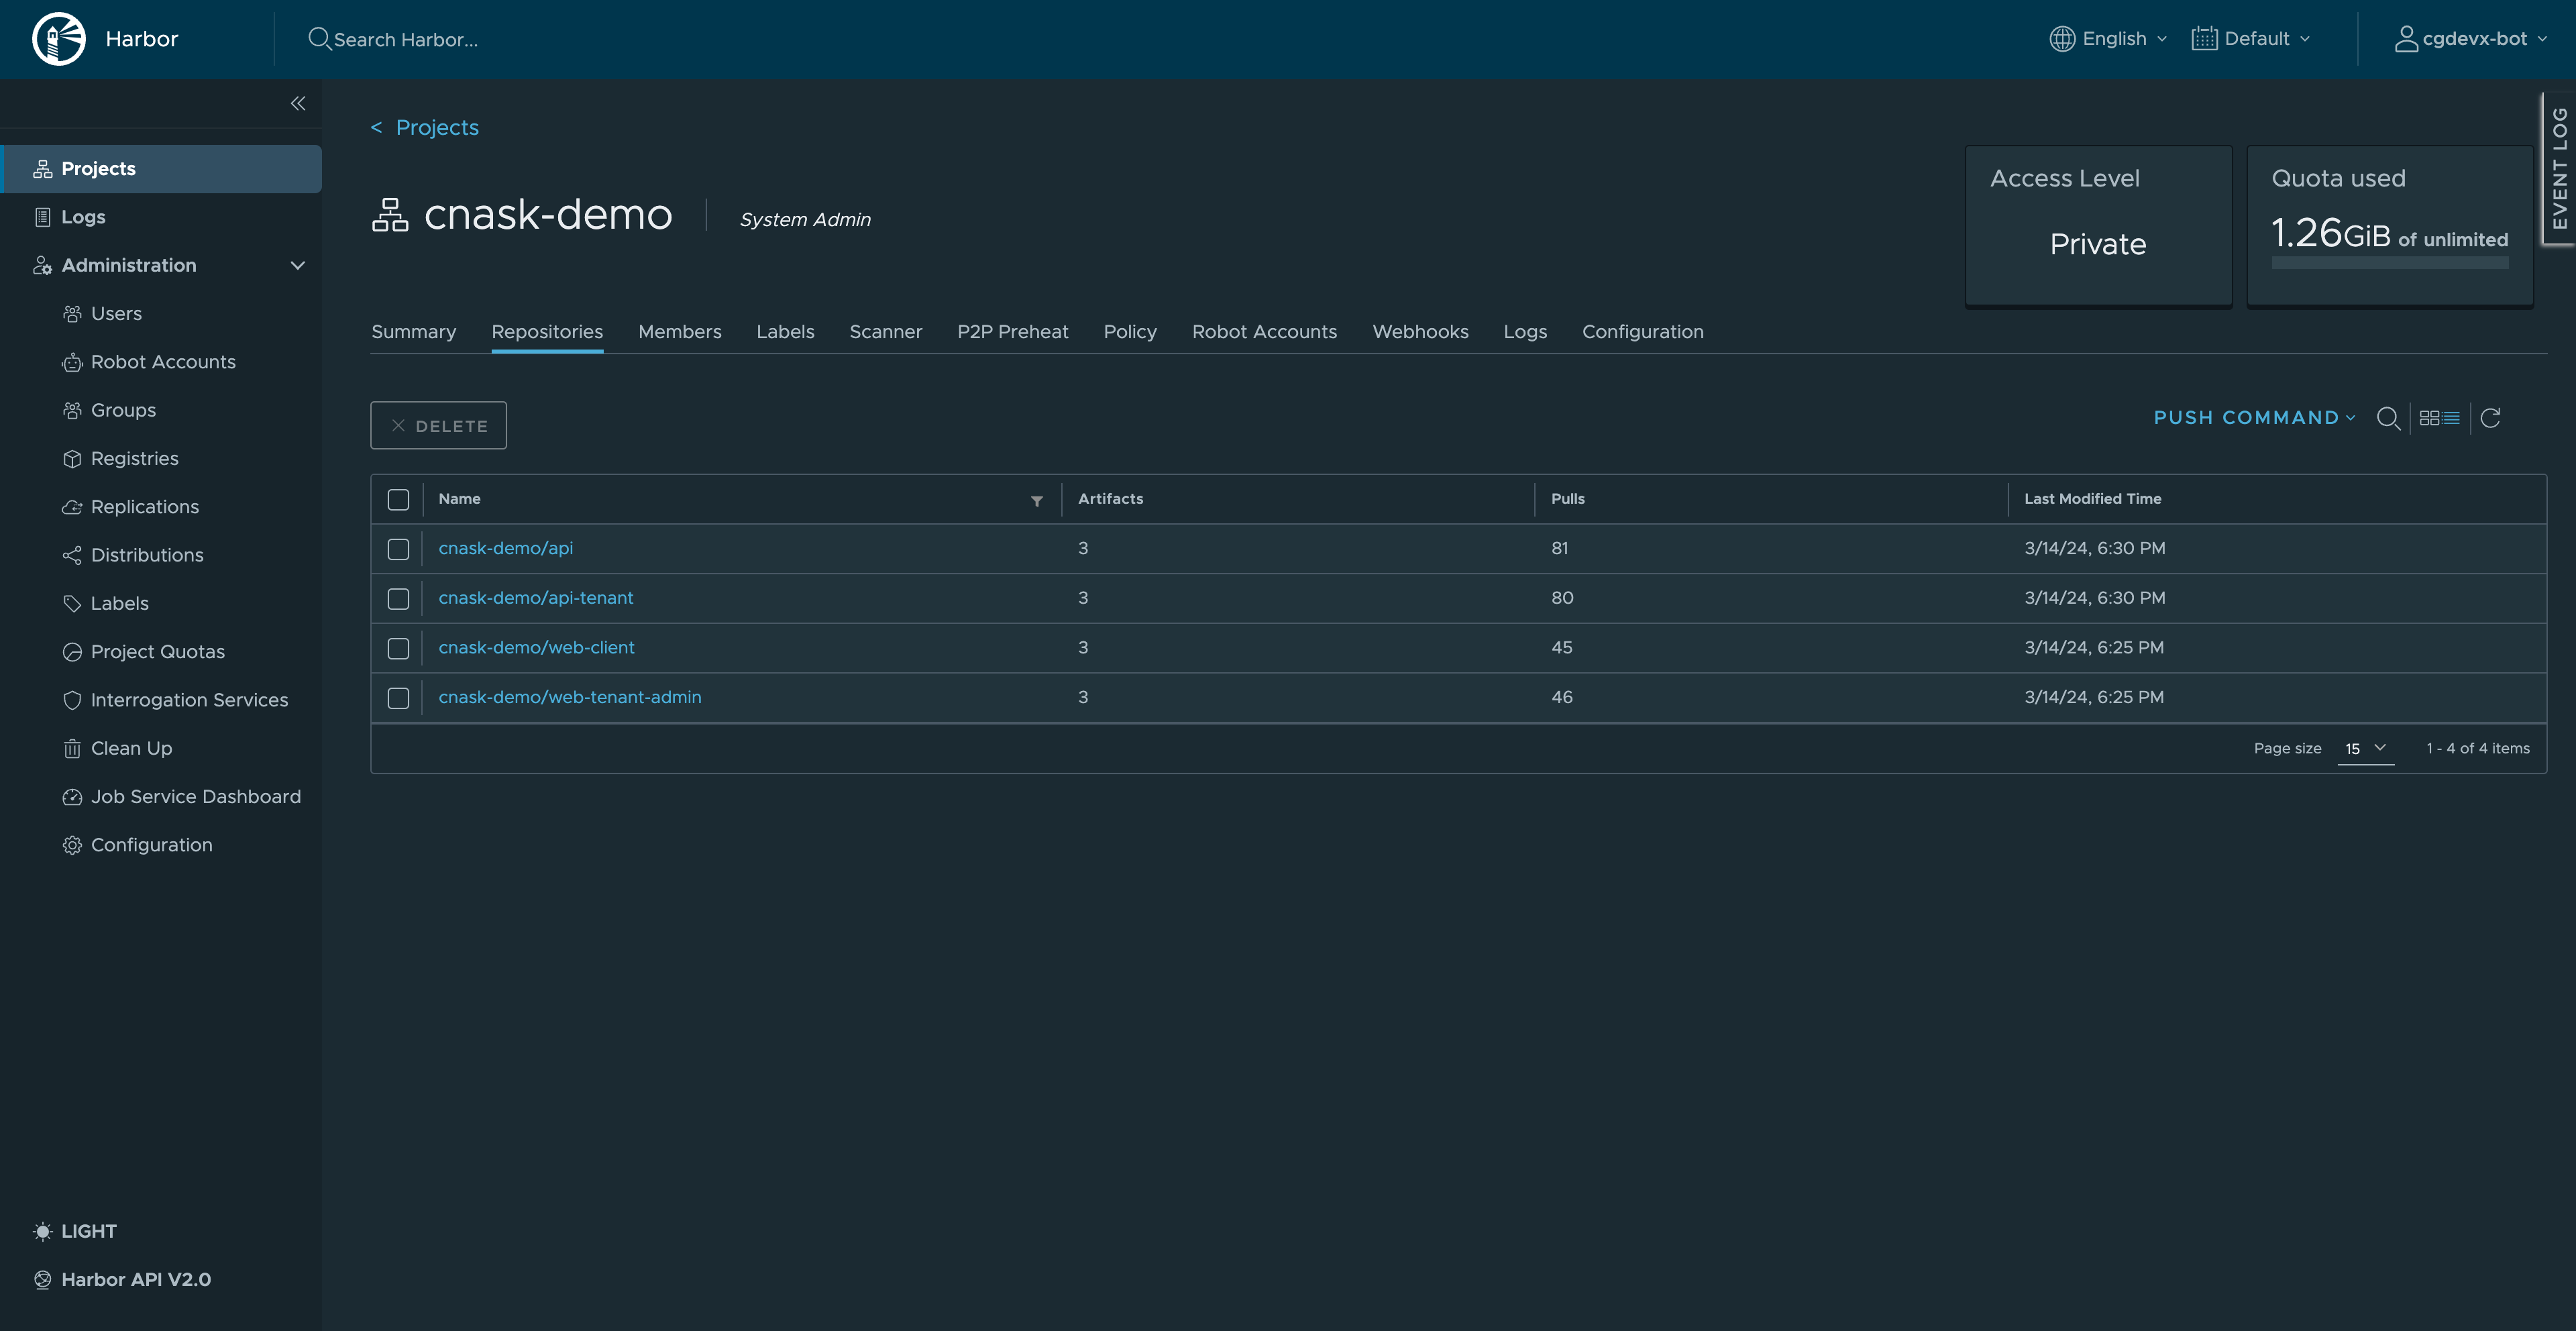 Harbor
Search Harbor...
English
Default
cgdevx-bot
Projects
Logs
Administration
Users
Robot Accounts
Groups
Registries
Replications
Distributions
Labels
Project Quotas
Interrogation Services
Clean Up
Job Service Dashboard
Configuration
LIGHT
Harbor API V2.0
< Projects
cnask-demo
System Admin
Access Level
Private
Quota used
1.26GiB of unlimited
EVENT LOG
Summary Repositories Members Labels Scanner P2P Preheat Policy Robot Accounts Webhooks Logs Configuration
DELETE
PUSH COMMAND
Name Artifacts Pulls Last Modified Time
cnask-demo/api 3 81 3/14/24, 6:30 PM
cnask-demo/api-tenant 3 80 3/14/24, 6:30 PM
cnask-demo/web-client 3 45 3/14/24, 6:25 PM
cnask-demo/web-tenant-admin 3 46 3/14/24, 6:25 PM
Page size 15 1 - 4 of 4 items